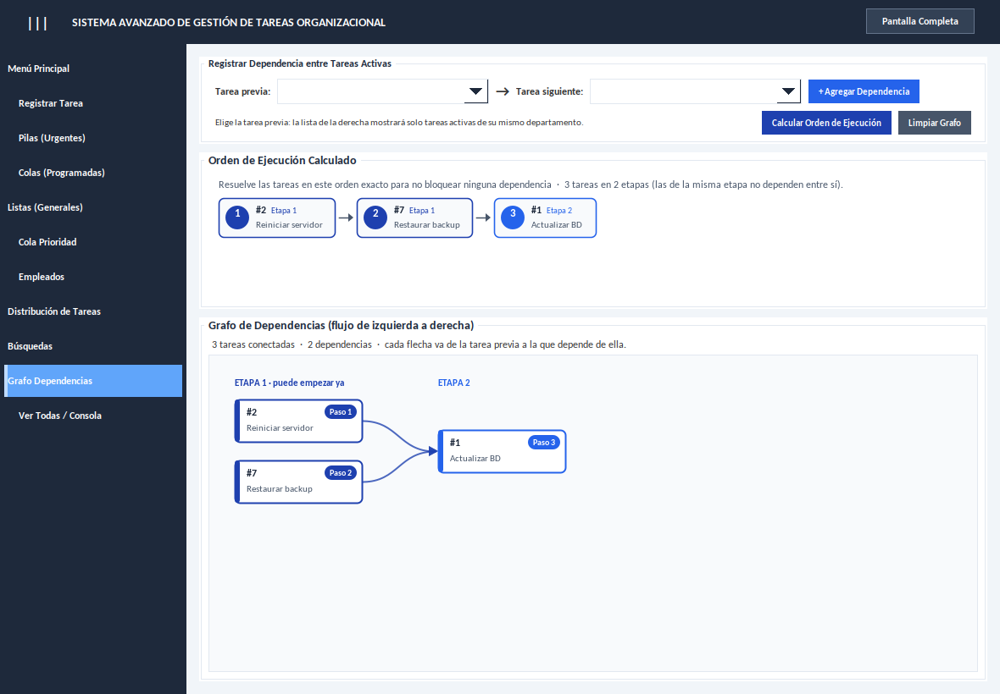 ||| SISTEMA AVANZADO DE GESTIÓN DE TAREAS ORGANIZACIONAL
Pantalla Completa
Menú Principal
Registrar Tarea
Pilas (Urgentes)
Colas (Programadas)
Listas (Generales)
Cola Prioridad
Empleados
Distribución de Tareas
Búsquedas
Grafo Dependencias
Ver Todas / Consola
Registrar Dependencia entre Tareas Activas
Tarea previa: → Tarea siguiente: + Agregar Dependencia
Elige la tarea previa: la lista de la derecha mostrará solo tareas activas de su mismo departamento.
Calcular Orden de Ejecución
Limpiar Grafo
Orden de Ejecución Calculado
Resuelve las tareas en este orden exacto para no bloquear ninguna dependencia · 3 tareas en 2 etapas (las de la misma etapa no dependen entre sí).
1 #2 Etapa 1
Reiniciar servidor
2 #7 Etapa 1
Restaurar backup
3 #1 Etapa 2
Actualizar BD
Grafo de Dependencias (flujo de izquierda a derecha)
3 tareas conectadas · 2 dependencias · cada flecha va de la tarea previa a la que depende de ella.
ETAPA 1 · puede empezar ya
#2 Paso 1
Reiniciar servidor
#7 Paso 2
Restaurar backup
ETAPA 2
#1 Paso 3
Actualizar BD